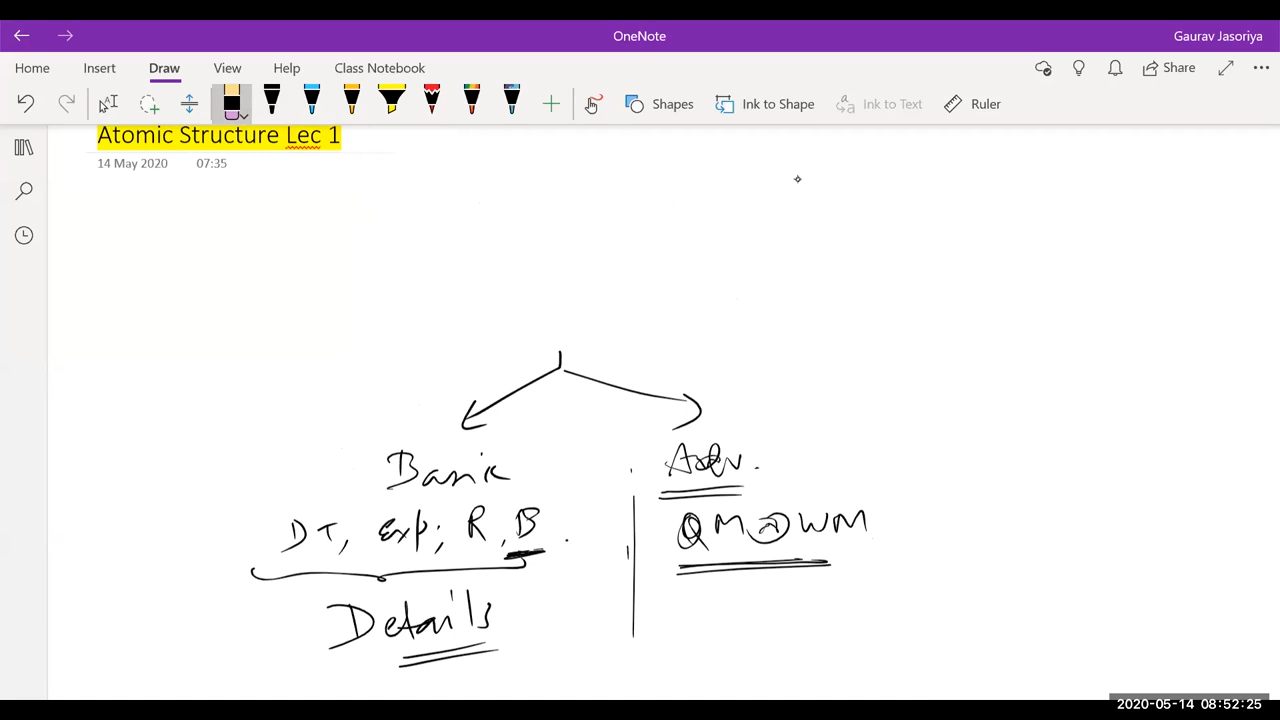 OneNote
Gaurav Jasoriya
Home Insert Draw View Help Class Notebook Share
Shapes Ink to Shape Ink to Text Ruler
Atomic Structure Lec 1
14 May 2020 07:35
Basic Adv.
DT, Exp; R, B. QM WM
Details
2020-05-14 08:52:25